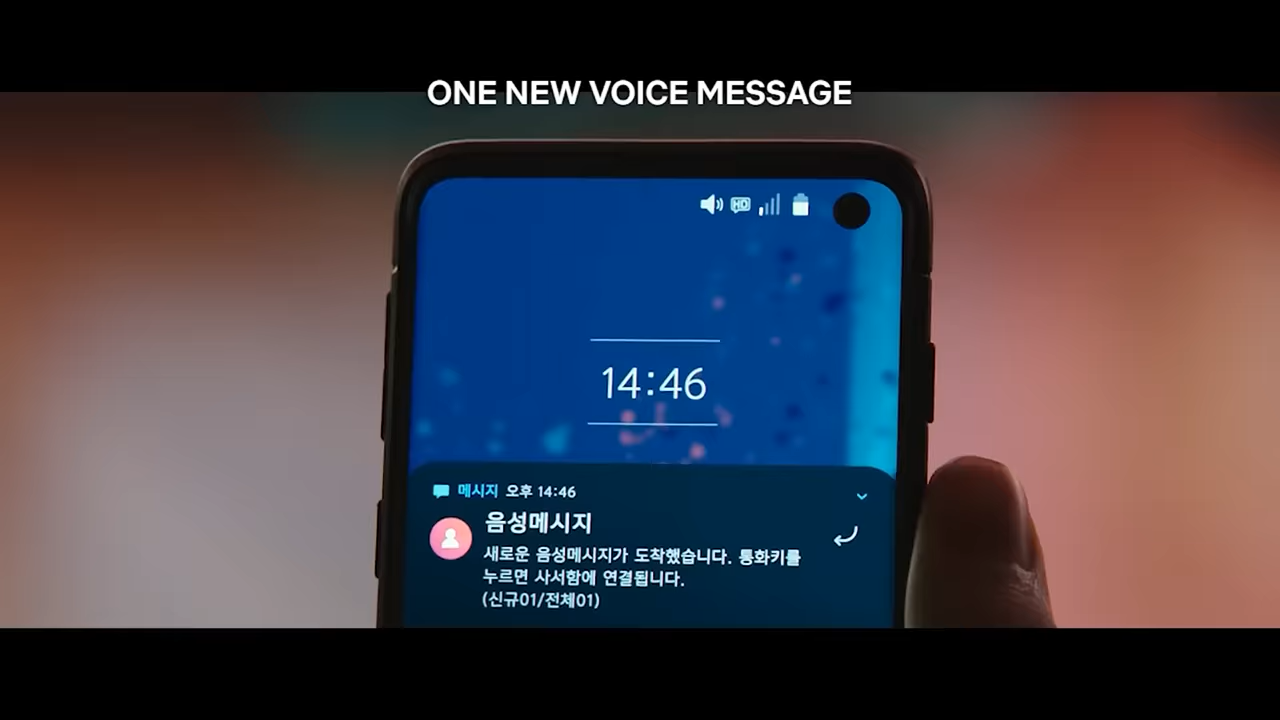 ONE NEW VOICE MESSAGE
HD
14:46
메시지 오후 14:46
음성메시지
새로운 음성메시지가 도착했습니다. 통화키를
누르면 사서함에 연결됩니다.
(신규01/전체01)